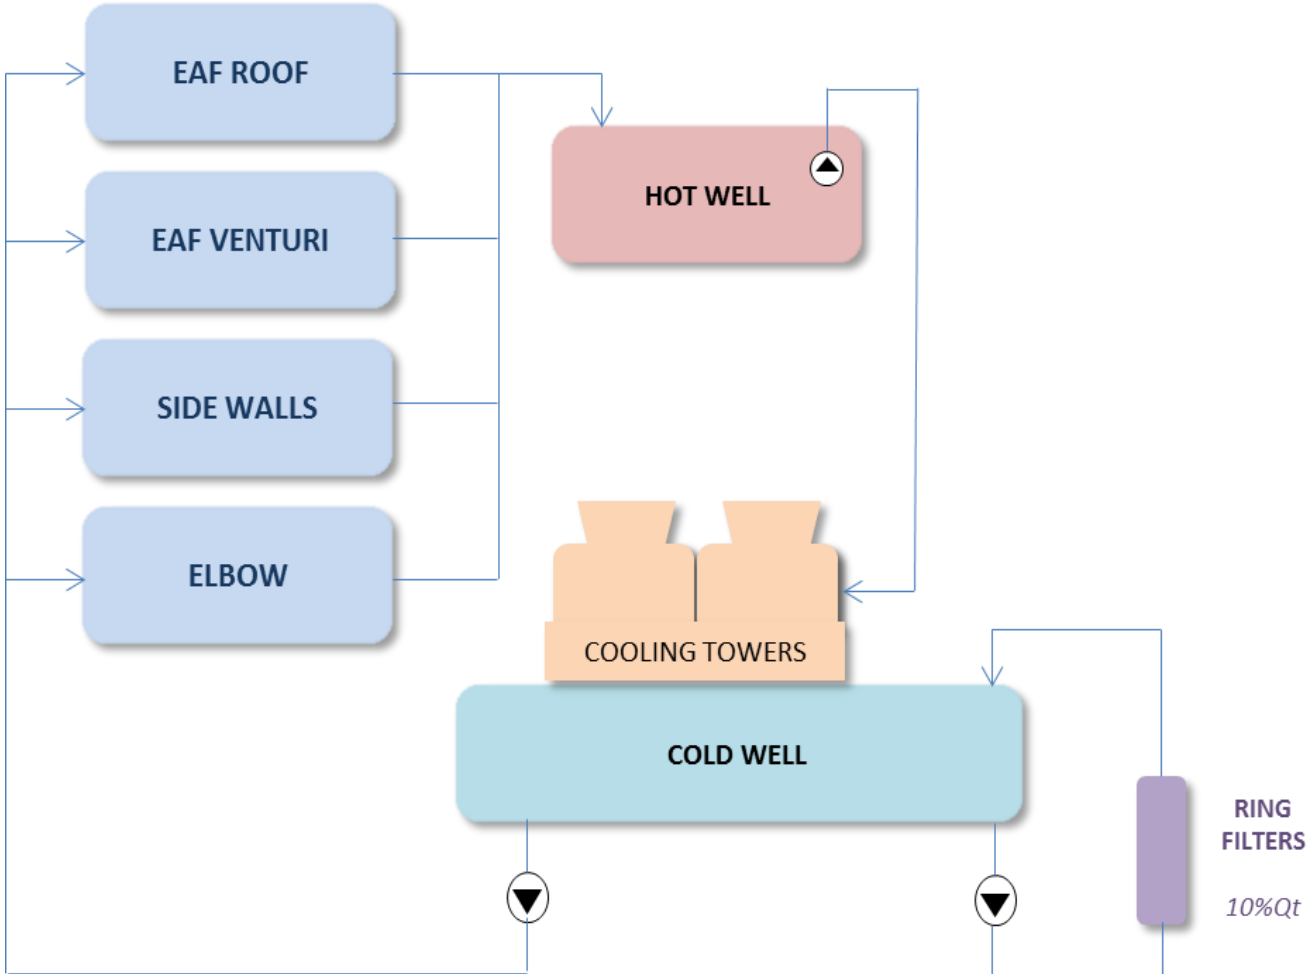 EAF ROOF
EAF VENTURI
SIDE WALLS
ELBOW
HOT WELL
COOLING TOWERS
COLD WELL
RING
FILTERS
10%Qt